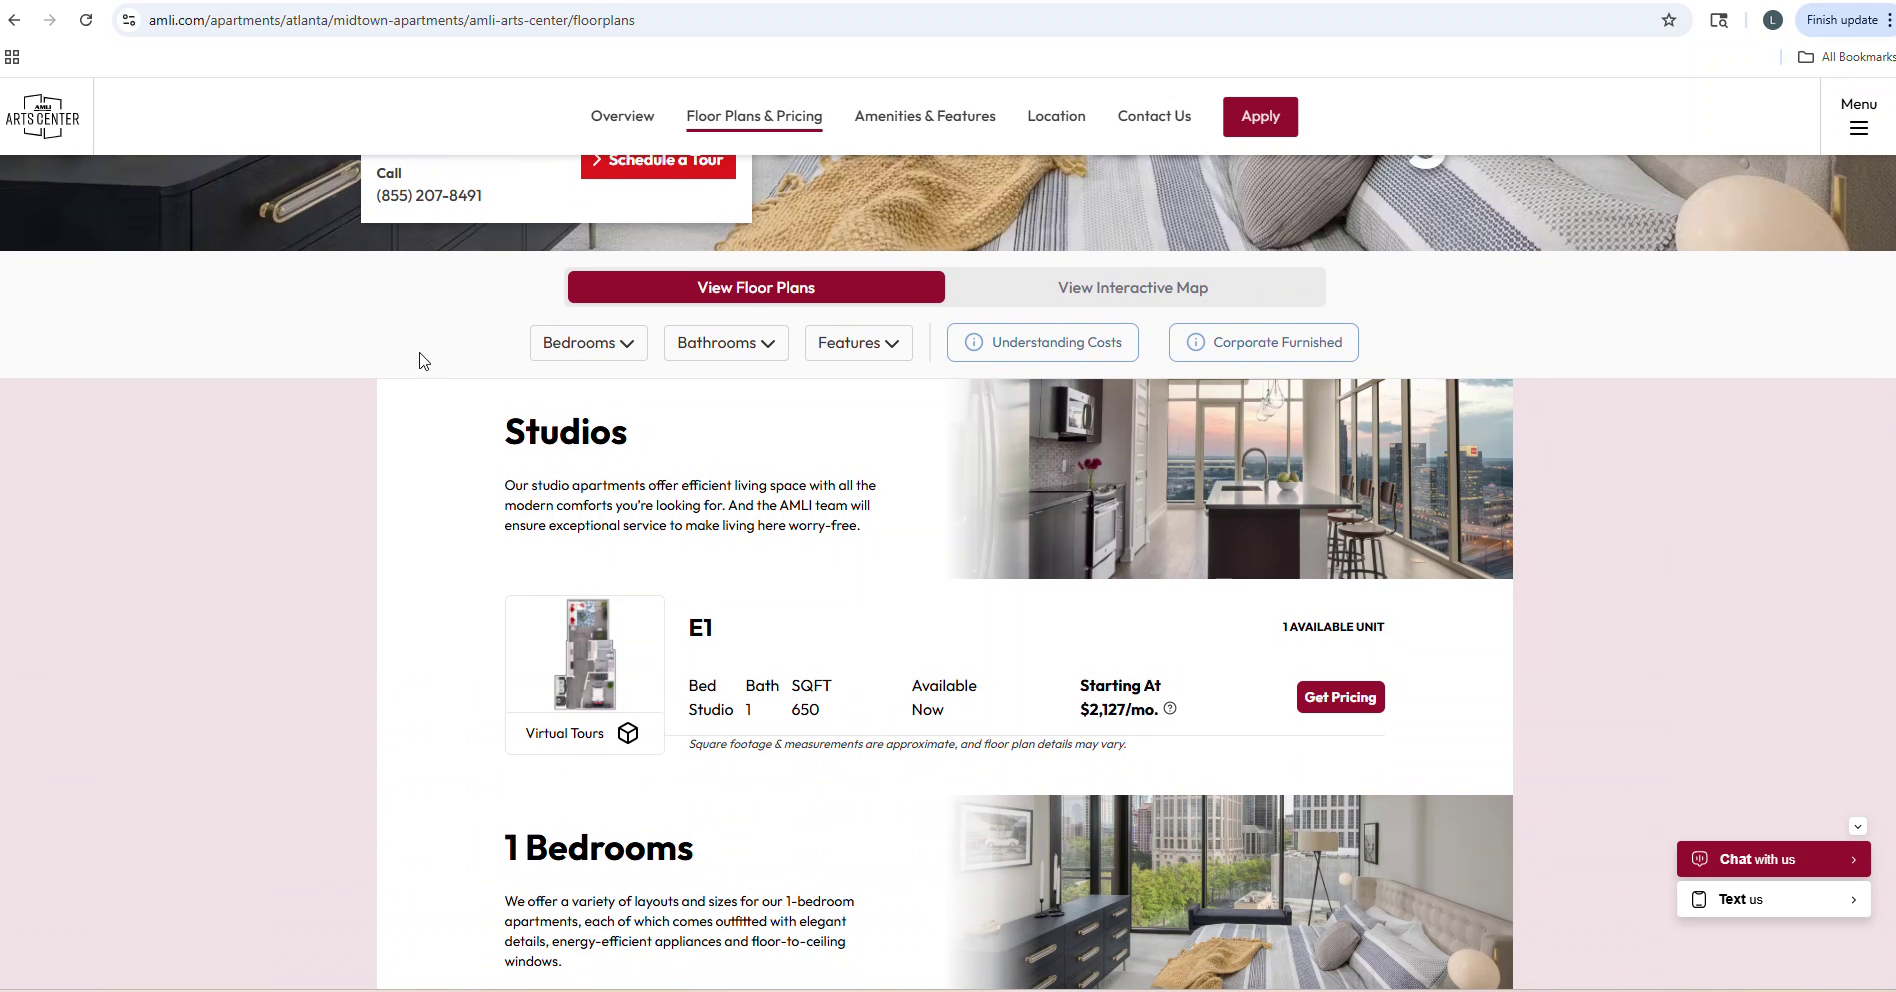 amli.com/apartments/atlanta/midtown-apartments/amli-arts-center/floorplans
L
Finish update
All Bookmarks
AMLI
ARTS CENTER
Overview
Floor Plans & Pricing
Amenities & Features
Location
Contact Us
Apply
Menu
Call
(855) 207-8491
Schedule a Tour
View Floor Plans
View Interactive Map
Bedrooms
Bathrooms
Features
Understanding Costs
Corporate Furnished
Studios
Our studio apartments offer efficient living space with all the
modern comforts you're looking for. And the AMLI team will
ensure exceptional service to make living here worry-free.
E1
1 AVAILABLE UNIT
Bed Bath SQFT Available Starting At
Studio 1 650 Now $2,127/mo.
Get Pricing
Virtual Tours
Square footage & measurements are approximate, and floor plan details may vary.
1 Bedrooms
We offer a variety of layouts and sizes for our 1-bedroom
apartments, each of which comes outfitted with elegant
details, energy-efficient appliances and floor-to-ceiling
windows.
Chat with us
Text us